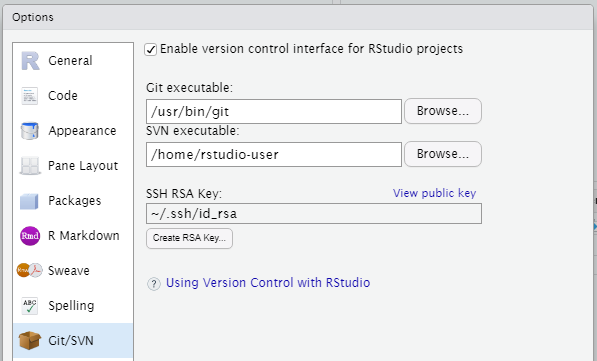 Options
General
Code
Appearance
Pane Layout
Packages
Rmd R Markdown
Rnw Sweave
ABC Spelling
Git/SVN
Enable version control interface for RStudio projects
Git executable:
/usr/bin/git Browse...
SVN executable:
/home/rstudio-user Browse...
SSH RSA Key: View public key
~/.ssh/id_rsa
Create RSA Key...
? Using Version Control with RStudio